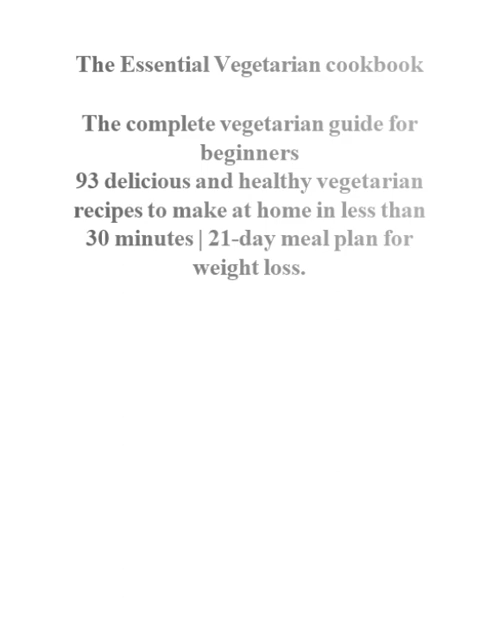 The Essential Vegetarian cookbook
The complete vegetarian guide for
beginners
93 delicious and healthy vegetarian
recipes to make at home in less than
30 minutes | 21-day meal plan for
weight loss.